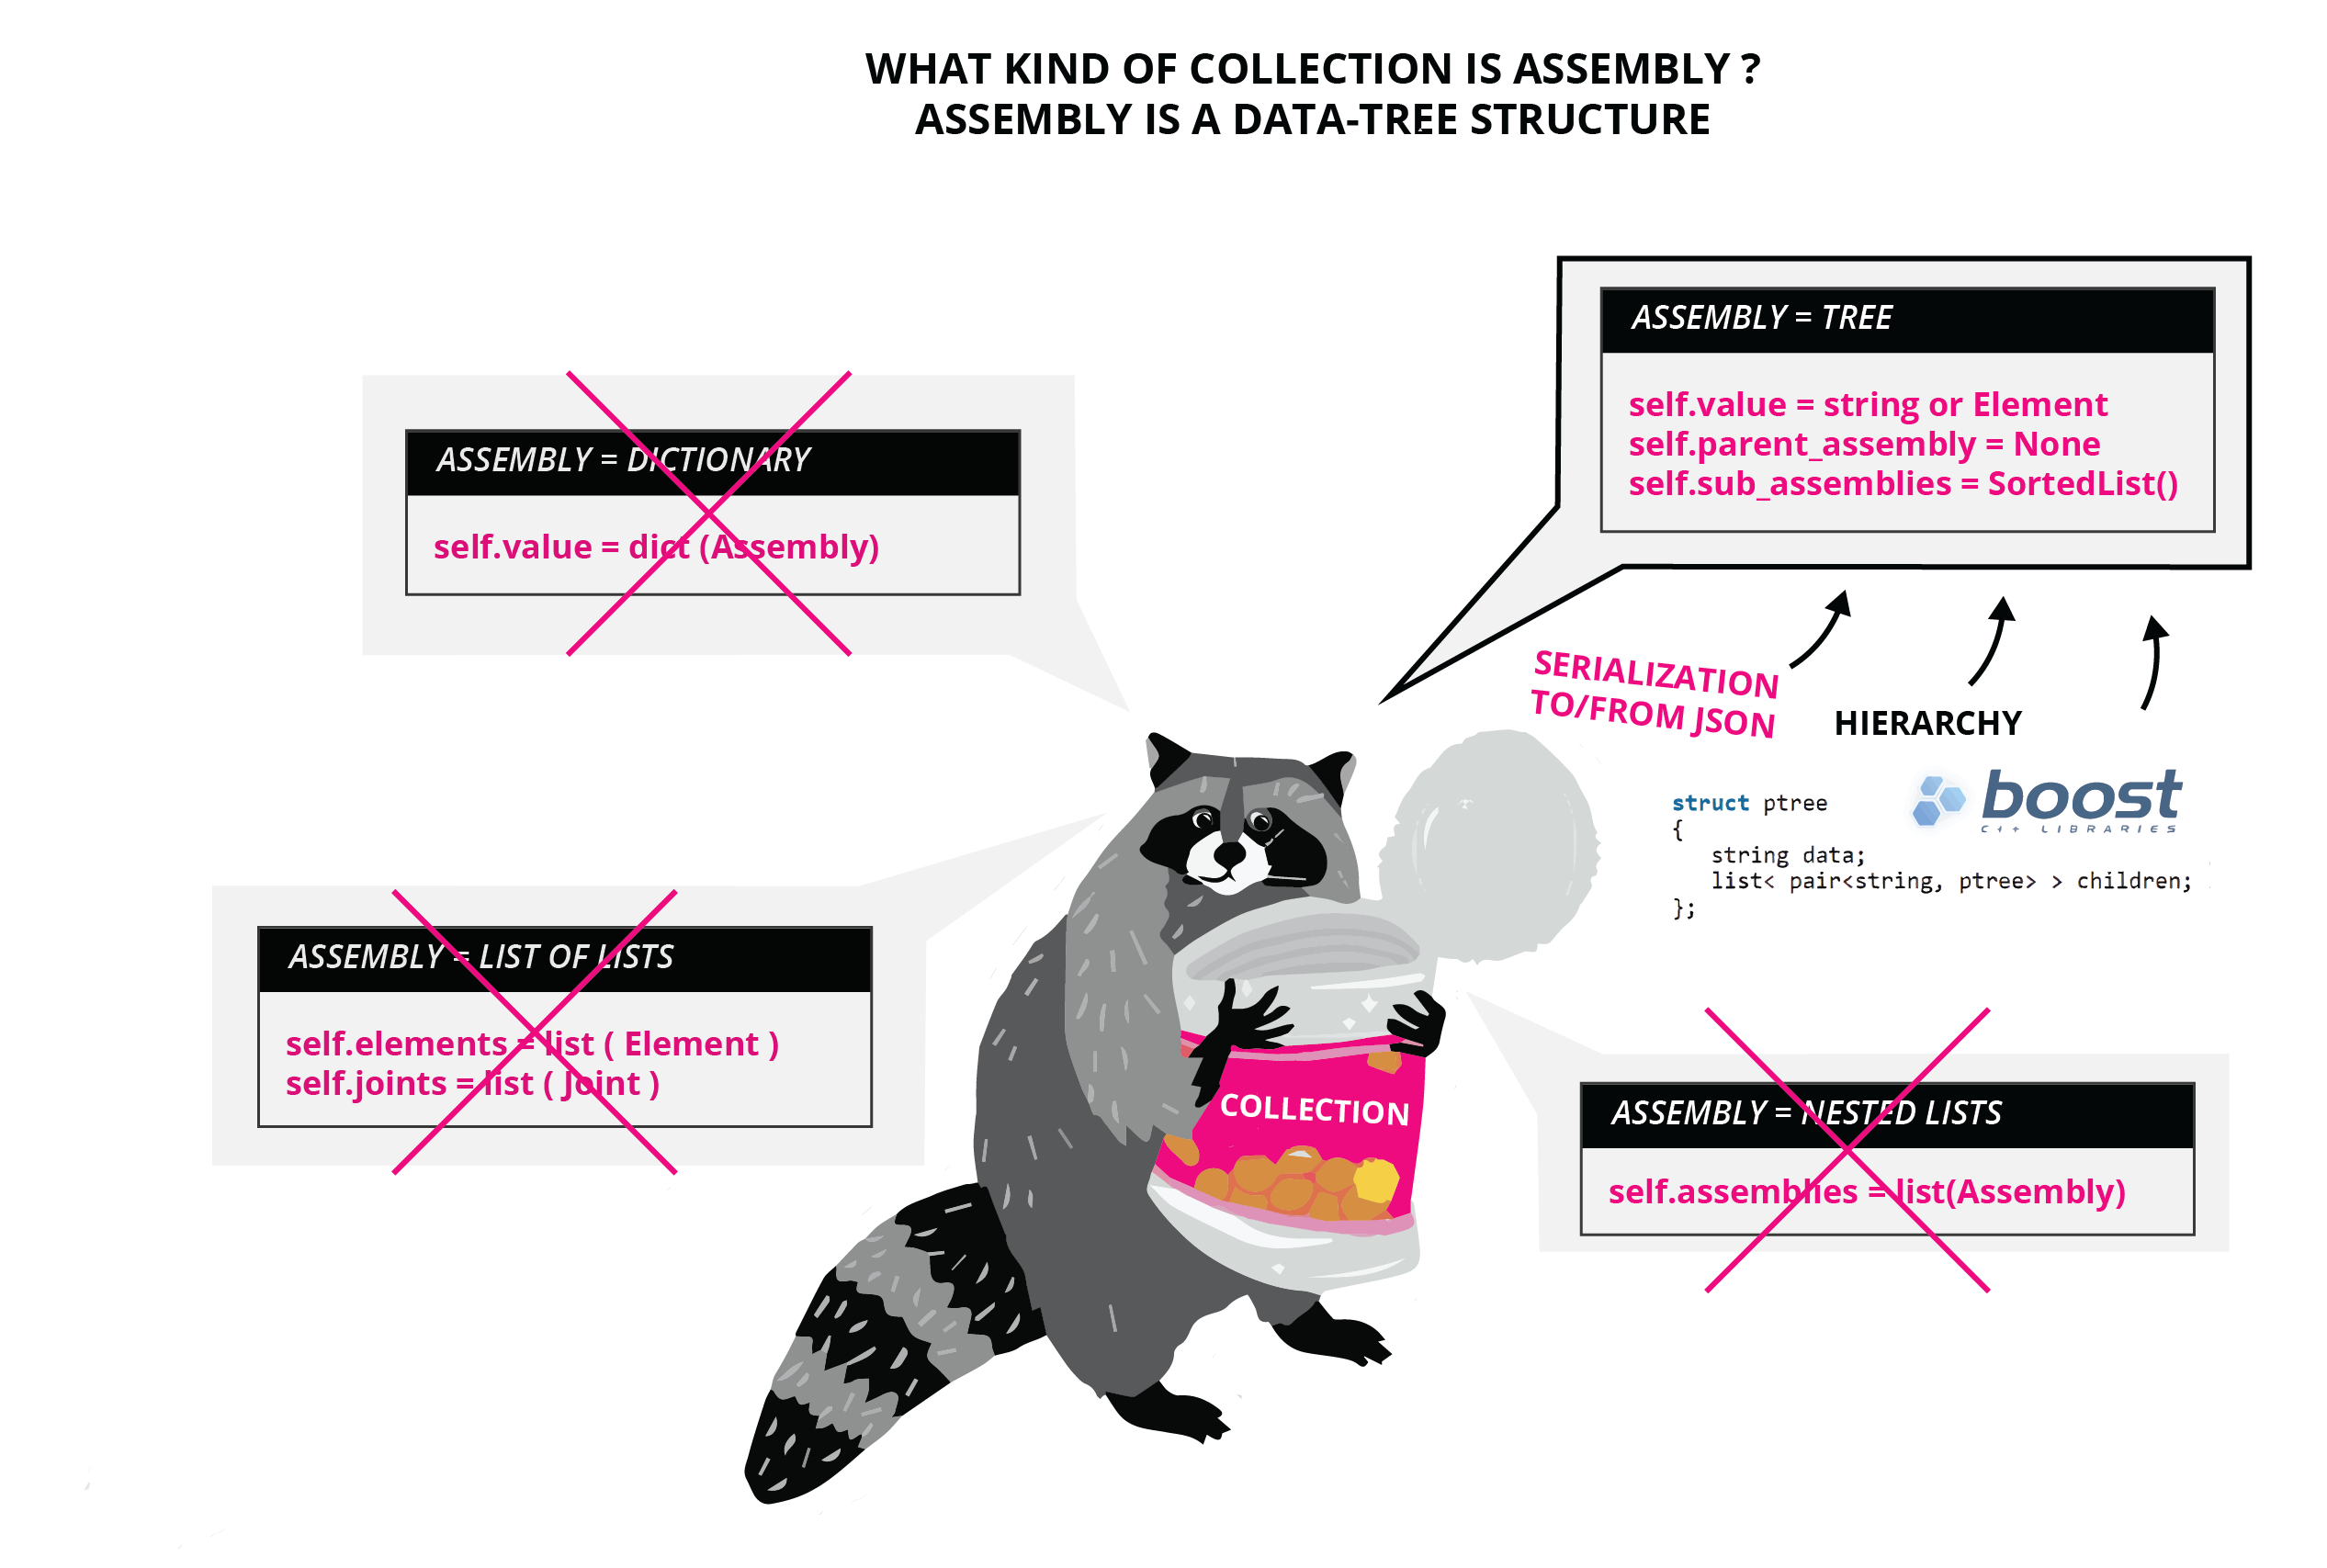 WHAT KIND OF COLLECTION IS ASSEMBLY ?
ASSEMBLY IS A DATA-TREE STRUCTURE
ASSEMBLY = TREE
self.value = string or Element
self.parent_assembly = None
self.sub_assemblies = SortedList()
ASSEMBLY = DICTIONARY
self.value = dict (Assembly)
SERIALIZATION
TO/FROM JSON
HIERARCHY
boost
C++ LIBRARIES
struct ptree
{
string data;
list< pair<string, ptree> > children;
};
ASSEMBLY = LIST OF LISTS
self.elements = list ( Element )
self.joints = list ( Joint )
COLLECTION
ASSEMBLY = NESTED LISTS
self.assemblies = list(Assembly)